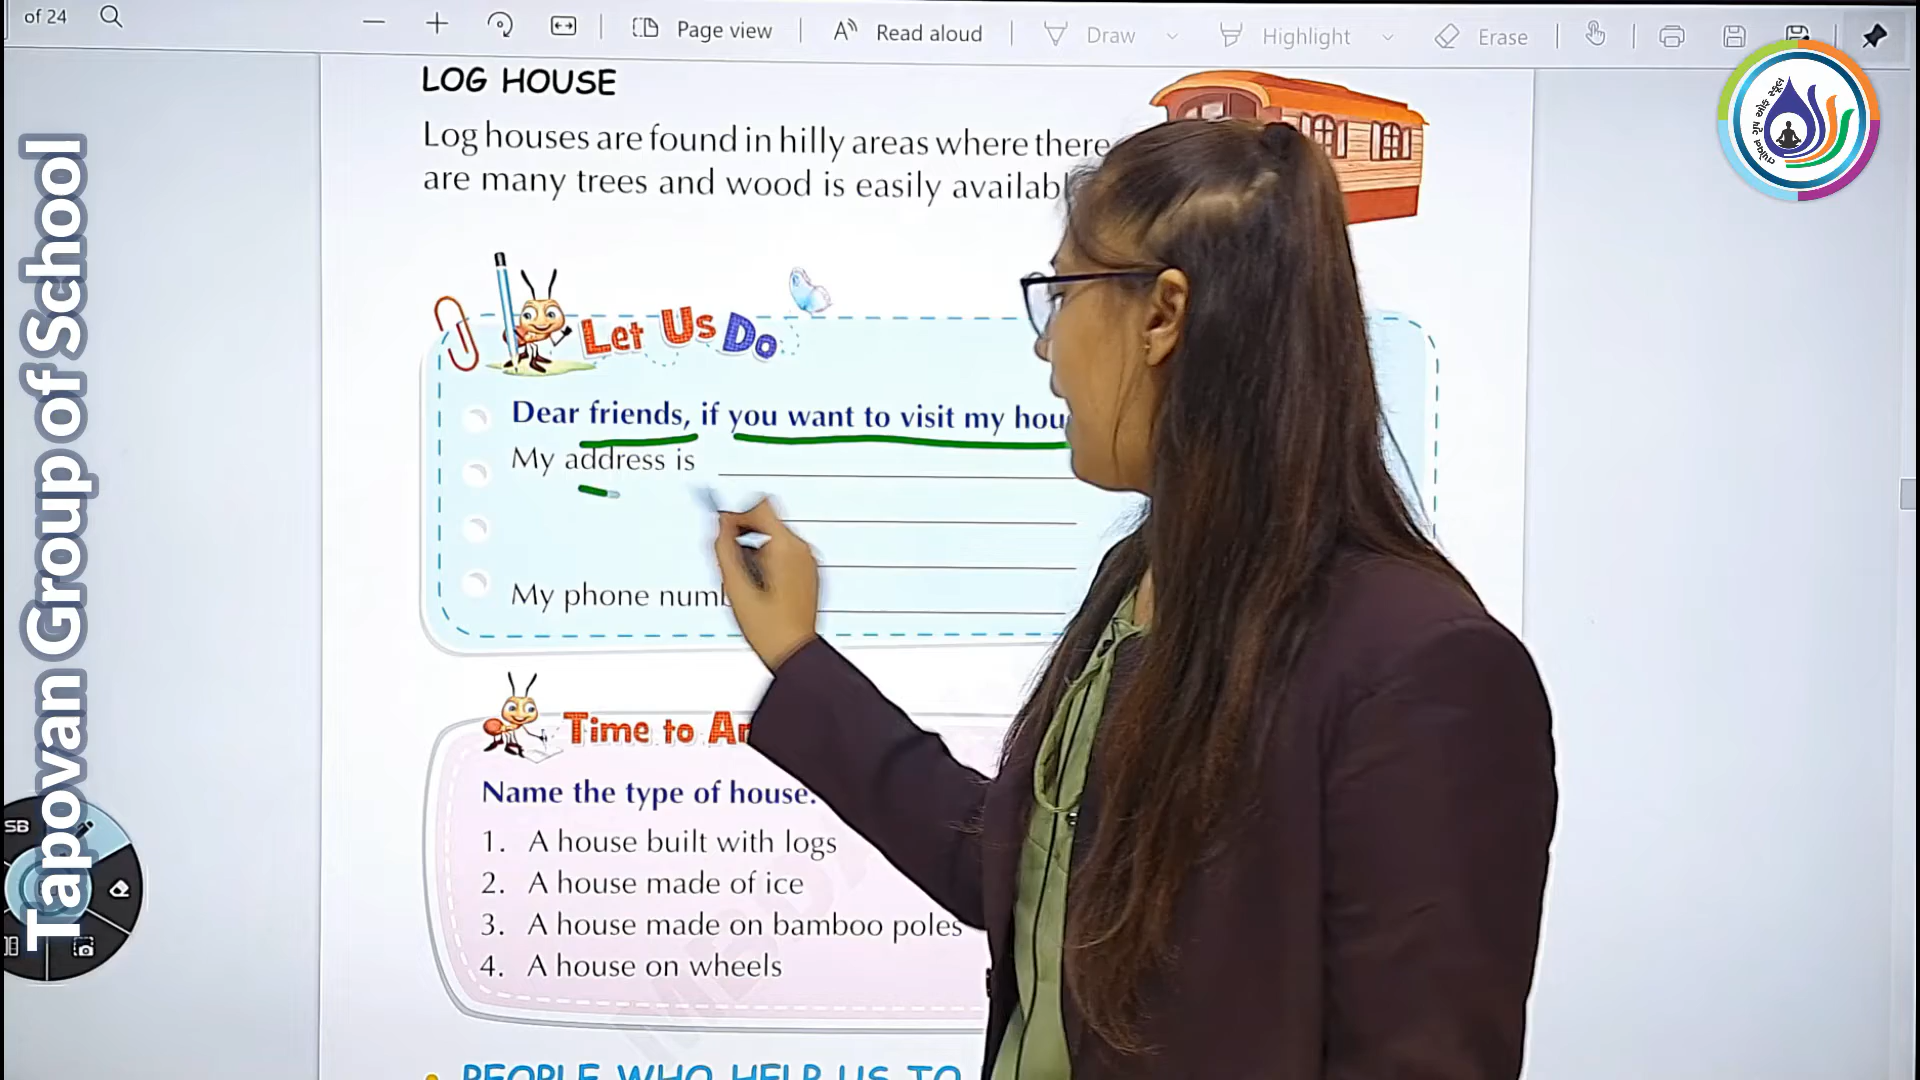 of 24
Page view
Read aloud
Draw
Highlight
Erase
LOG HOUSE
Log houses are found in hilly areas where there
are many trees and wood is easily
Let Us Do
Dear friends, if you want to visit my
My address is
My phone
Time to
Name the type of house.
1. A house built with logs
2. A house made of ice
3. A house made on bamboo poles
4. A house on wheels
PEOPLE WHO HELP US TO
Tapovan Group of School
SB